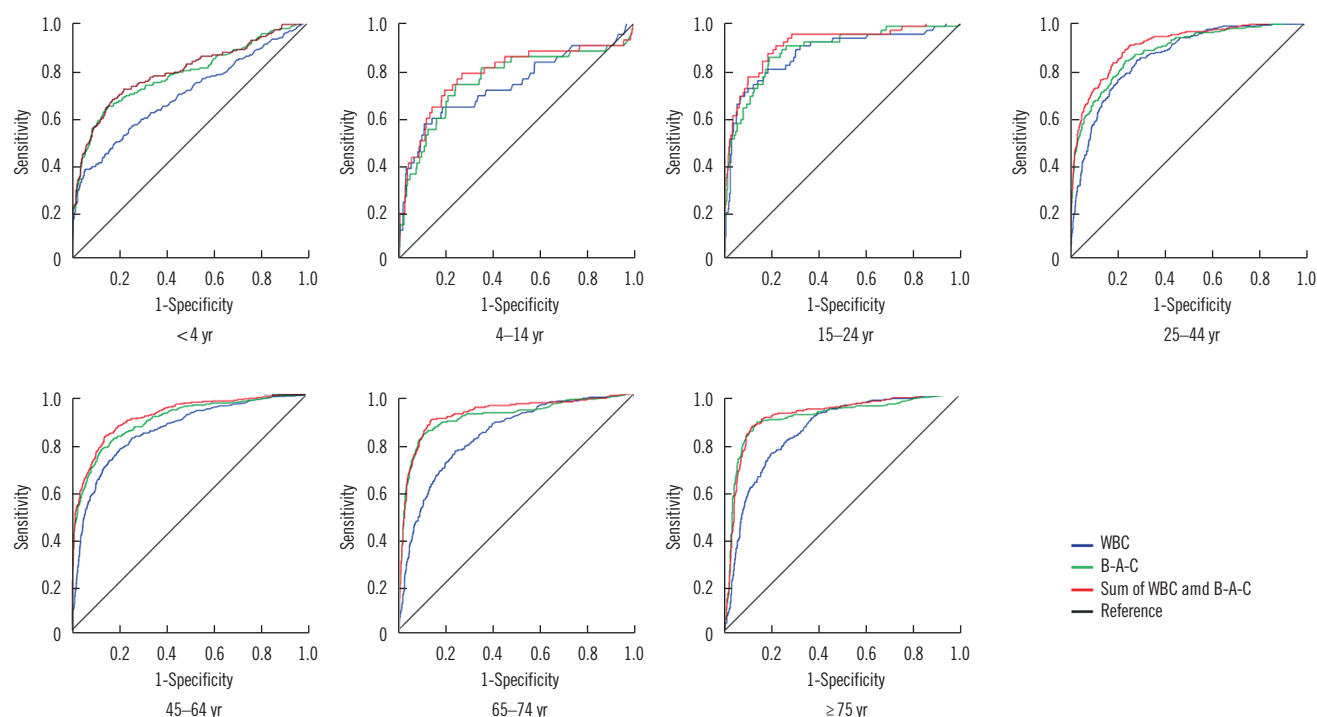 1.0
0.8
0.6
0.4
0.2
0
Sensitivity
0.2 0.4 0.6 0.8 1.0
1-Specificity
<4 yr
1.0
0.8
0.6
0.4
0.2
0
Sensitivity
0.2 0.4 0.6 0.8 1.0
1-Specificity
4–14 yr
1.0
0.8
0.6
0.4
0.2
0
Sensitivity
0.2 0.4 0.6 0.8 1.0
1-Specificity
15–24 yr
1.0
0.8
0.6
0.4
0.2
0
Sensitivity
0.2 0.4 0.6 0.8 1.0
1-Specificity
25–44 yr
1.0
0.8
0.6
0.4
0.2
0
Sensitivity
0.2 0.4 0.6 0.8 1.0
1-Specificity
45–64 yr
1.0
0.8
0.6
0.4
0.2
0
Sensitivity
0.2 0.4 0.6 0.8 1.0
1-Specificity
65–74 yr
1.0
0.8
0.6
0.4
0.2
0
Sensitivity
0.2 0.4 0.6 0.8 1.0
1-Specificity
≥75 yr
WBC
B-A-C
Sum of WBC amd B-A-C
Reference